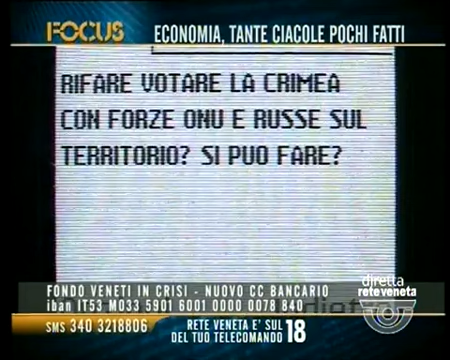 FOCUS
ECONOMIA, TANTE CIACOLE POCHI FATTI
RIFARE VOTARE LA CRIMEA
CON FORZE ONU E RUSSE SUL
TERRITORIO? SI PUO FARE?
diretta
reteveneta
FONDO VENETI IN CRISI - NUOVO CC BANCARIO
iban IT53 M033 5901 6001 0000 0078 840
SMS 340 3218806
RETE VENETA E' SUL
DEL TUO TELECOMANDO
18